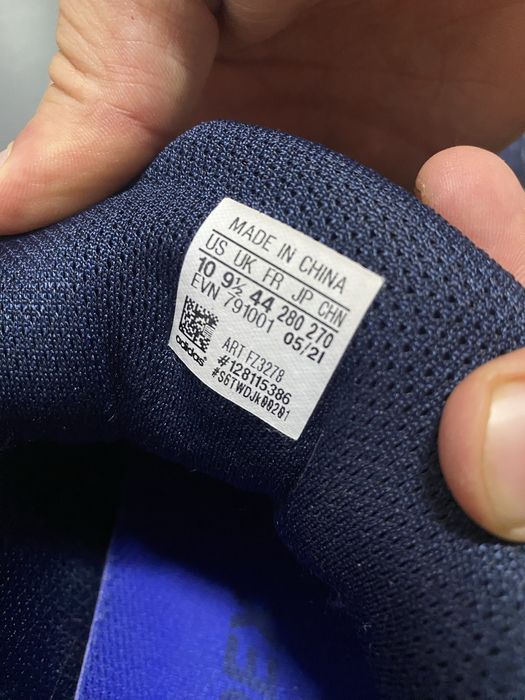 MADE IN CHINA
US UK FR JP CHN
10 9½ 44 280 270
EVN 791001 05/21
ART FZ3278
#128115386
adidas